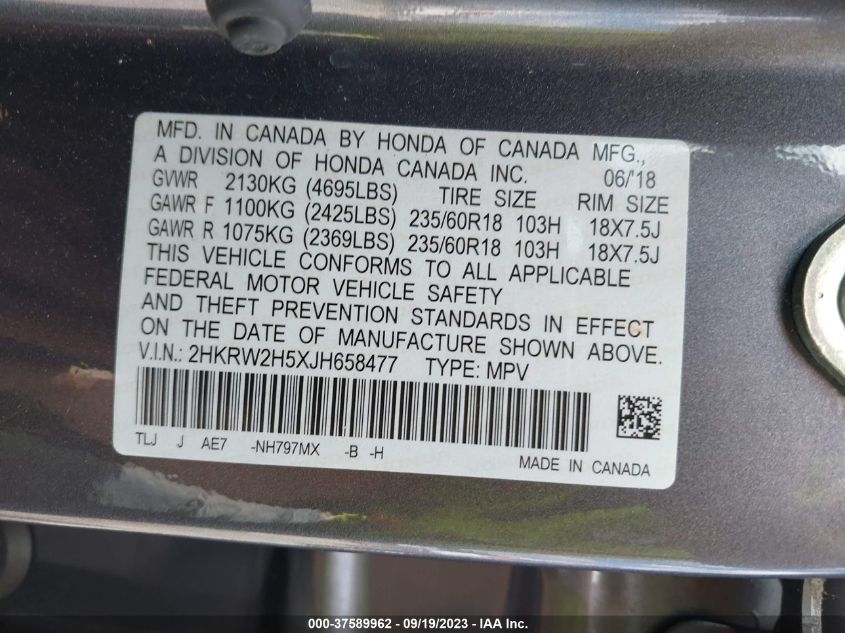 MFD. IN CANADA BY HONDA OF CANADA MFG.,
A DIVISION OF HONDA CANADA INC. 06/'18
GVWR 2130KG (4695LBS) TIRE SIZE RIM SIZE
GAWR F 1100KG (2425LBS) 235/60R18 103H 18X7.5J
GAWR R 1075KG (2369LBS) 235/60R18 103H 18X7.5J
THIS VEHICLE CONFORMS TO ALL APPLICABLE
FEDERAL MOTOR VEHICLE SAFETY
AND THEFT PREVENTION STANDARDS IN EFFECT
ON THE DATE OF MANUFACTURE SHOWN ABOVE.
V.I.N.: 2HKRW2H5XJH658477 TYPE: MPV
TLJ J AE7 -NH797MX -B -H
MADE IN CANADA
000-37589962 - 09/19/2023 - IAA Inc.